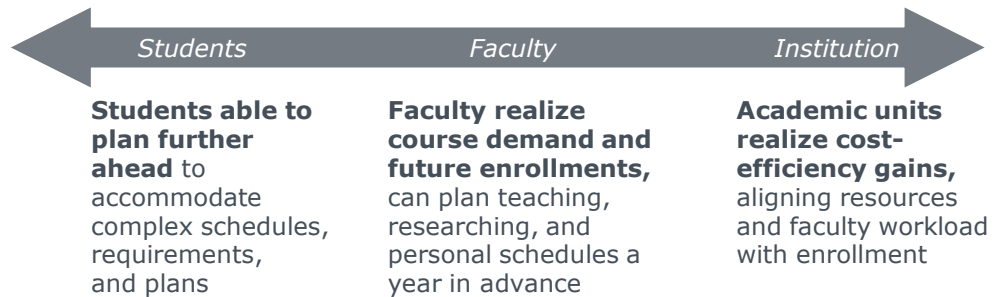 Students
Faculty
Institution
Students able to
plan further
ahead to
accommodate
complex schedules,
requirements,
and plans
Faculty realize
course demand and
future enrollments,
can plan teaching,
researching, and
personal schedules a
year in advance
Academic units
realize cost-
efficiency gains,
aligning resources
and faculty workload
with enrollment